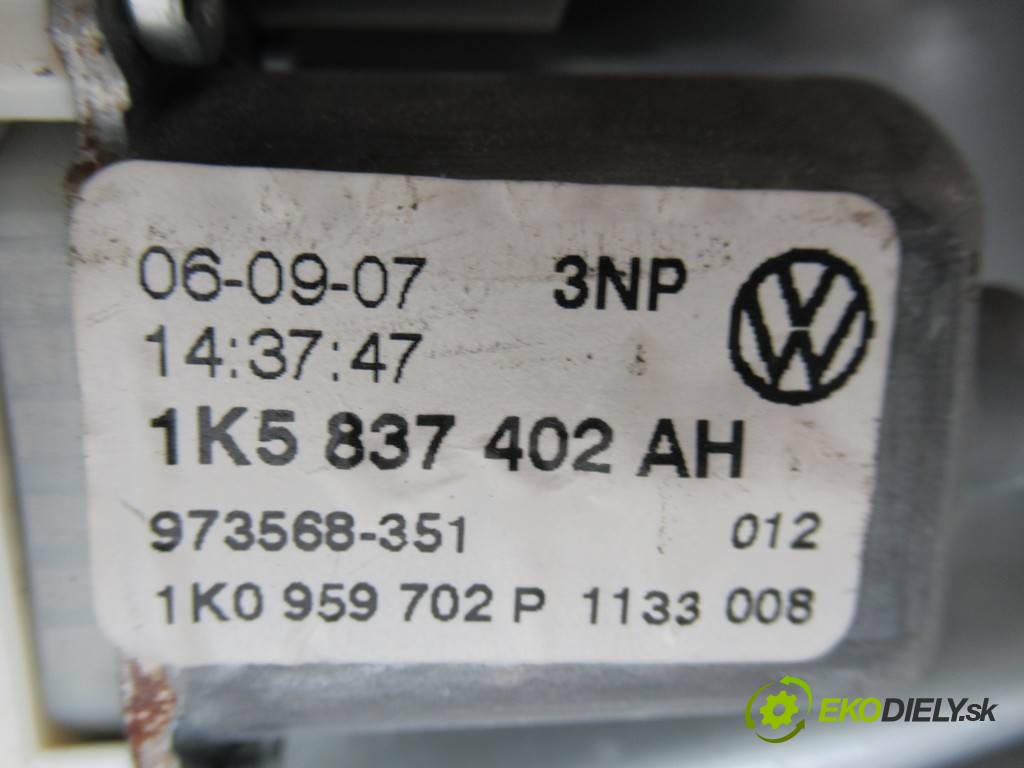 06-09-07 3NP
14:37:47
1K5 837 402 AH
973568-351 012
1K0 959 702 P 1133 008
EKODIELY.sk